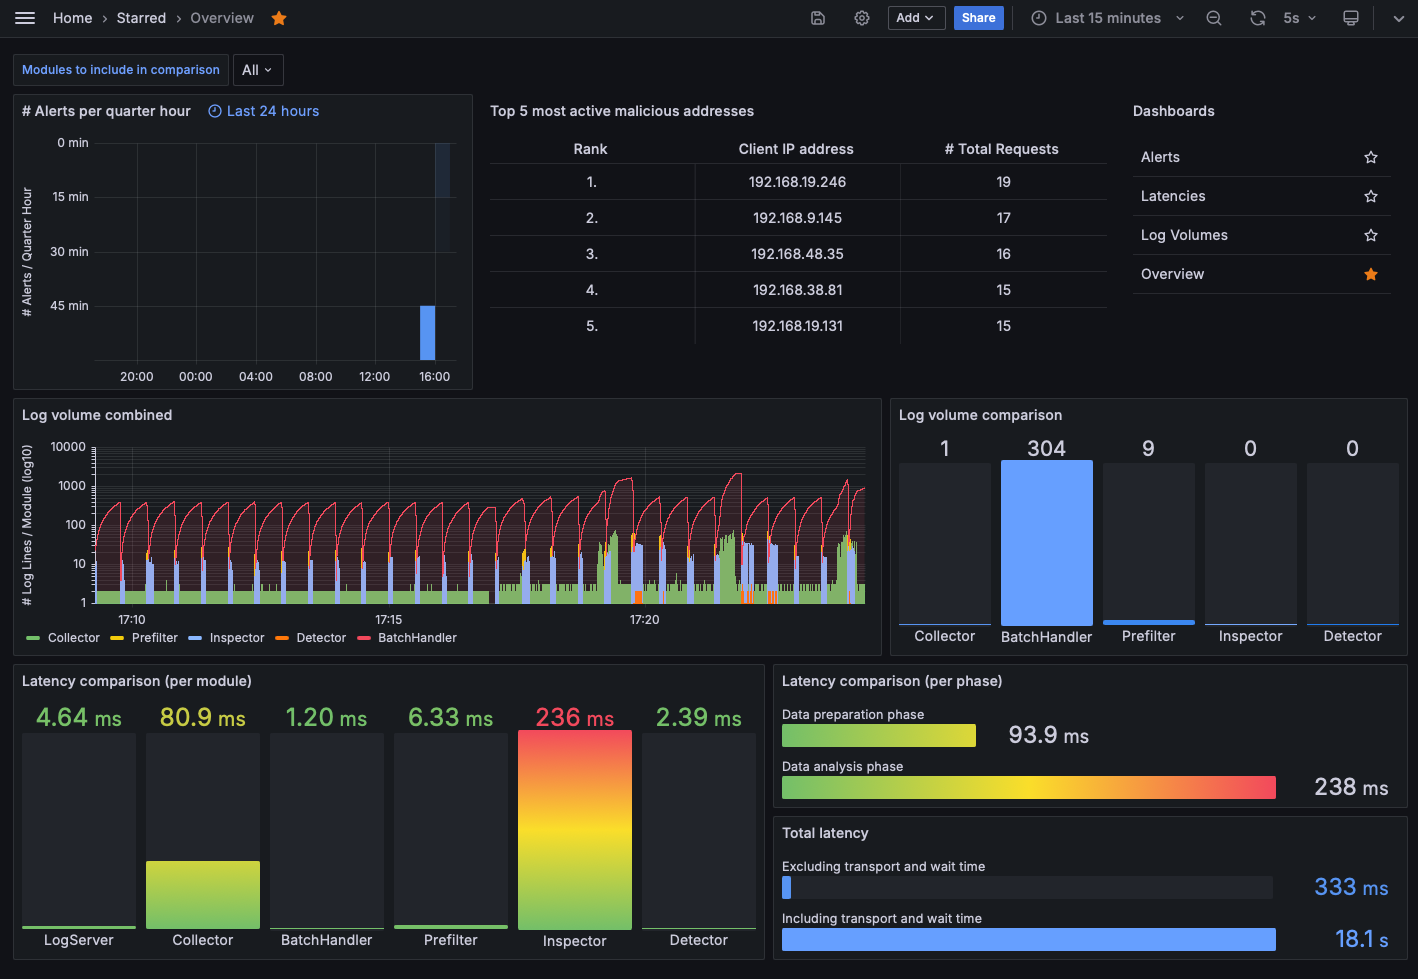 Home › Starred › Overview
Add
Share
Last 15 minutes
5s
Modules to include in comparison
All
# Alerts per quarter hour
Last 24 hours
# Alerts / Quarter Hour
0 min
15 min
30 min
45 min
20:00 00:00 04:00 08:00 12:00 16:00
Top 5 most active malicious addresses
Rank Client IP address # Total Requests
1. 192.168.19.246 19
2. 192.168.9.145 17
3. 192.168.48.35 16
4. 192.168.38.81 15
5. 192.168.19.131 15
Dashboards
Alerts
Latencies
Log Volumes
Overview
Log volume combined
# Log Lines / Module (log10)
10000
1000
100
10
1
17:10 17:15 17:20
Collector Prefilter Inspector Detector BatchHandler
Log volume comparison
1 304 9 0 0
Collector BatchHandler Prefilter Inspector Detector
Latency comparison (per module)
4.64 ms 80.9 ms 1.20 ms 6.33 ms 236 ms 2.39 ms
LogServer Collector BatchHandler Prefilter Inspector Detector
Latency comparison (per phase)
Data preparation phase
93.9 ms
Data analysis phase
238 ms
Total latency
Excluding transport and wait time
333 ms
Including transport and wait time
18.1 s